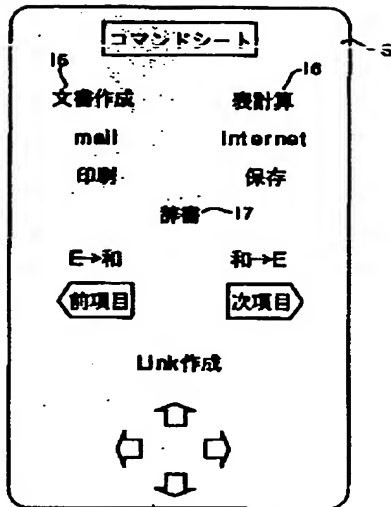 コマンドシート
15 16
文書作成 表計算
mail Internet
印刷 保存
辞書 17
E→和 和→E
前項目 次項目
Link作成